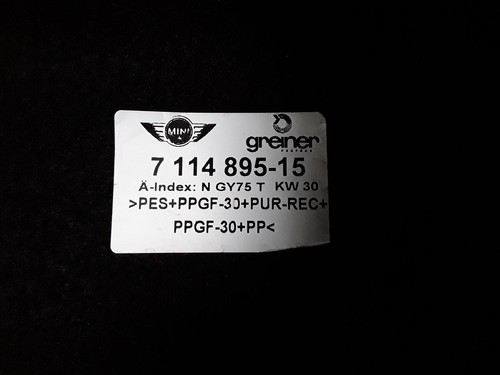 MINI
greiner
7 114 895-15
Ä-Index: N GY75 T KW 30
>PES+PPGF-30+PUR-REC+
PPGF-30+PP<